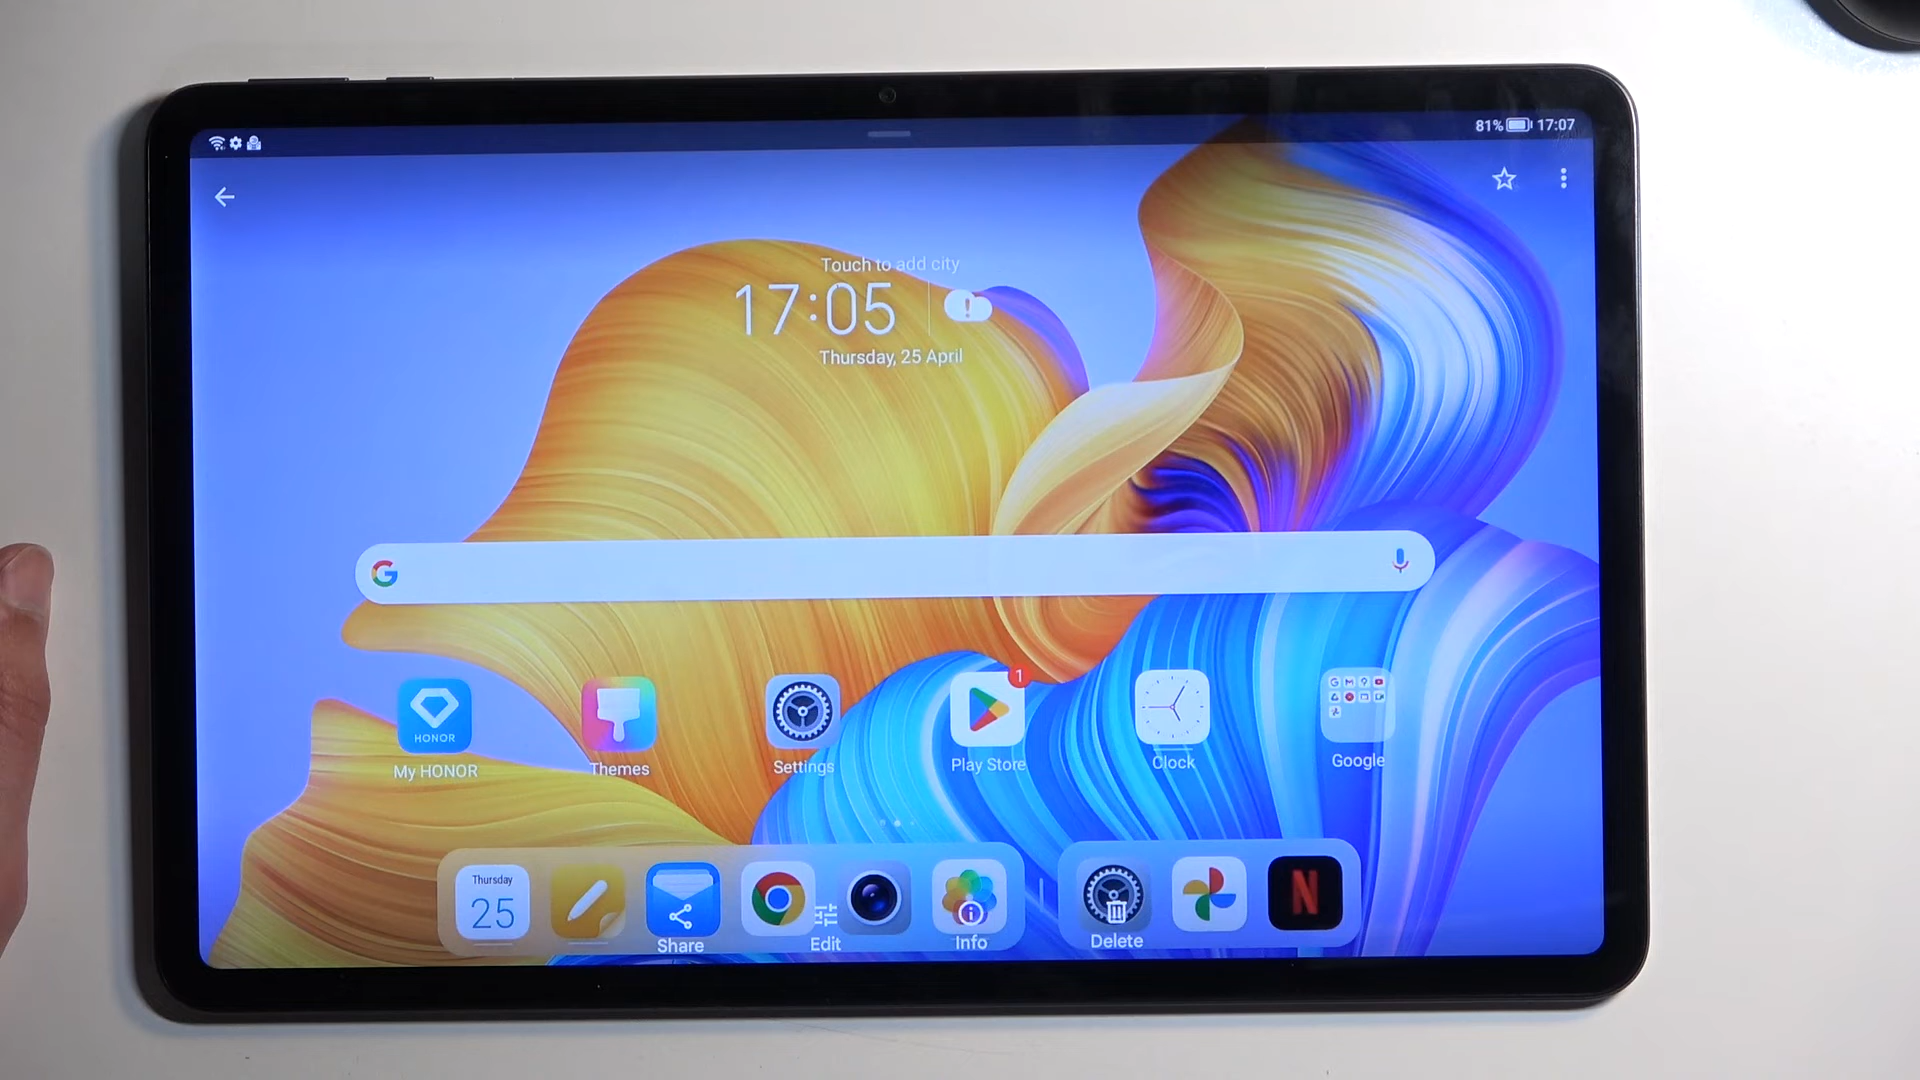 81% 17:07
Touch to add city
17:05
Thursday, 25 April
G
HONOR
1
My HONOR
Themes
Settings
Play Store
Clock
Google
Thursday
25
N
Share
Edit
Info
Delete